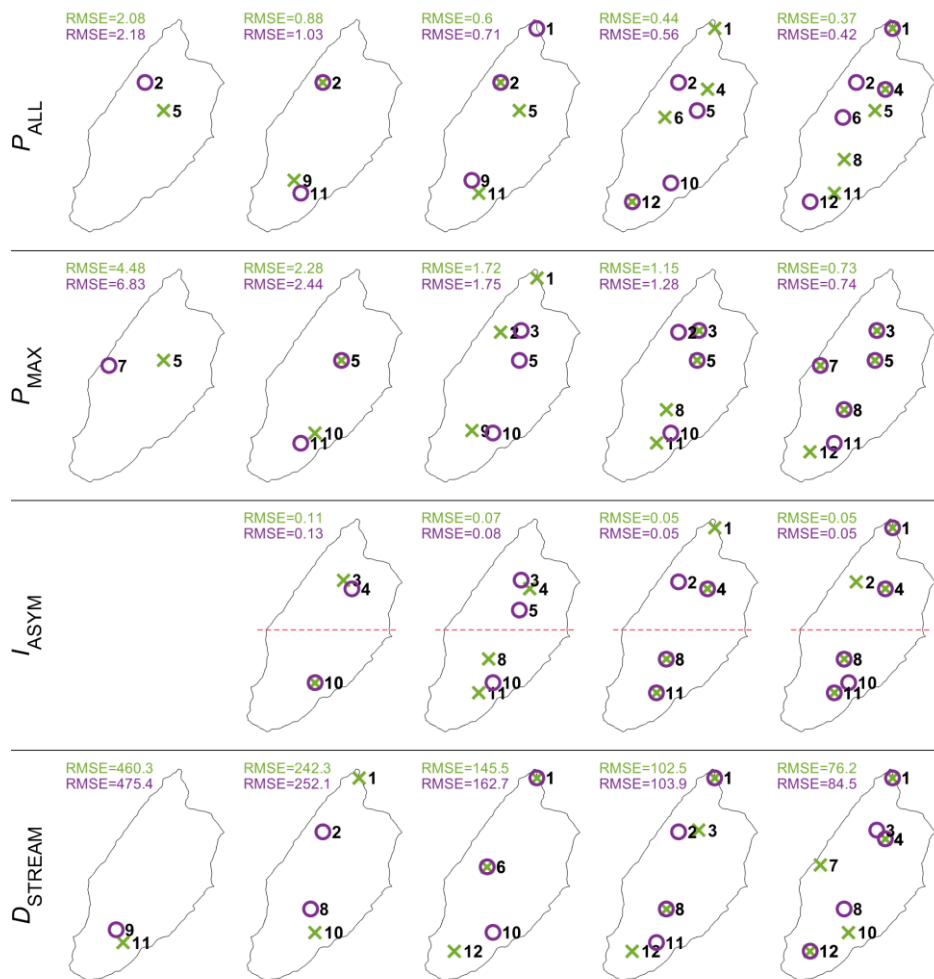 RMSE=2.08 RMSE=0.88 RMSE=0.6 RMSE=0.44 RMSE=0.37
RMSE=2.18 RMSE=1.03 RMSE=0.71 RMSE=0.56 RMSE=0.42
1 1 1
2 2 2 2 2 4
5 5 4 5
6 5 6
8
9 9 10
11 11 12 12 11
P_ALL
RMSE=4.48 RMSE=2.28 RMSE=1.72 RMSE=1.15 RMSE=0.73
RMSE=6.83 RMSE=2.44 RMSE=1.75 RMSE=1.28 RMSE=0.74
1
2 3 2 3 3
7 5 5 5 5 7 5
8 8
10 9 10 10
11 11 12 11
P_MAX
RMSE=0.11 RMSE=0.07 RMSE=0.05 RMSE=0.05
RMSE=0.13 RMSE=0.08 RMSE=0.05 RMSE=0.05
1 1
3 3 2 2
4 4 4 4
5
8 8 8
10 10 10
11 11 11
I_ASYM
RMSE=460.3 RMSE=242.3 RMSE=145.5 RMSE=102.5 RMSE=76.2
RMSE=475.4 RMSE=252.1 RMSE=162.7 RMSE=103.9 RMSE=84.5
1 1 1 1
2 2 3 3
4
6 7
8 8 8
9 10 10 10
11 12 12 11 12
D_STREAM